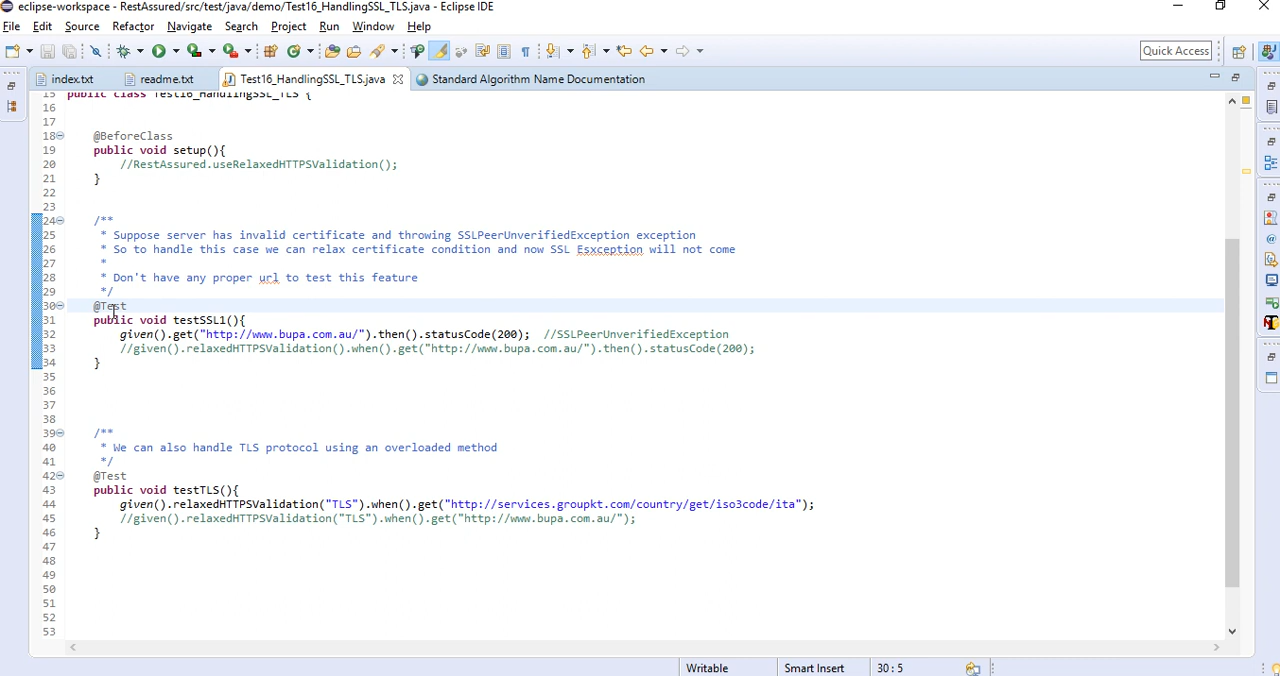 eclipse-workspace - RestAssured/src/test/java/demo/Test16_HandlingSSL_TLS.java - Eclipse IDE
File Edit Source Refactor Navigate Search Project Run Window Help
Quick Access
index.txt readme.txt Test16_HandlingSSL_TLS.java Standard Algorithm Name Documentation
15 public class Test16_HandlingSSL_TLS {
16
17
18 @BeforeClass
19 public void setup(){
20 //RestAssured.useRelaxedHTTPSValidation();
21 }
22
23
24 /**
25 * Suppose server has invalid certificate and throwing SSLPeerUnverifiedException exception
26 * So to handle this case we can relax certificate condition and now SSL Esxception will not come
27 *
28 * Don't have any proper url to test this feature
29 */
30 @Test
31 public void testSSL1(){
32 given().get("http://www.bupa.com.au/").then().statusCode(200); //SSLPeerUnverifiedException
33 //given().relaxedHTTPSValidation().when().get("http://www.bupa.com.au/").then().statusCode(200);
34 }
35
36
37
38
39 /**
40 * We can also handle TLS protocol using an overloaded method
41 */
42 @Test
43 public void testTLS(){
44 given().relaxedHTTPSValidation("TLS").when().get("http://services.groupkt.com/country/get/iso3code/ita");
45 //given().relaxedHTTPSValidation("TLS").when().get("http://www.bupa.com.au/");
46 }
47
48
49
50
51
52
53
Writable Smart Insert 30 : 5